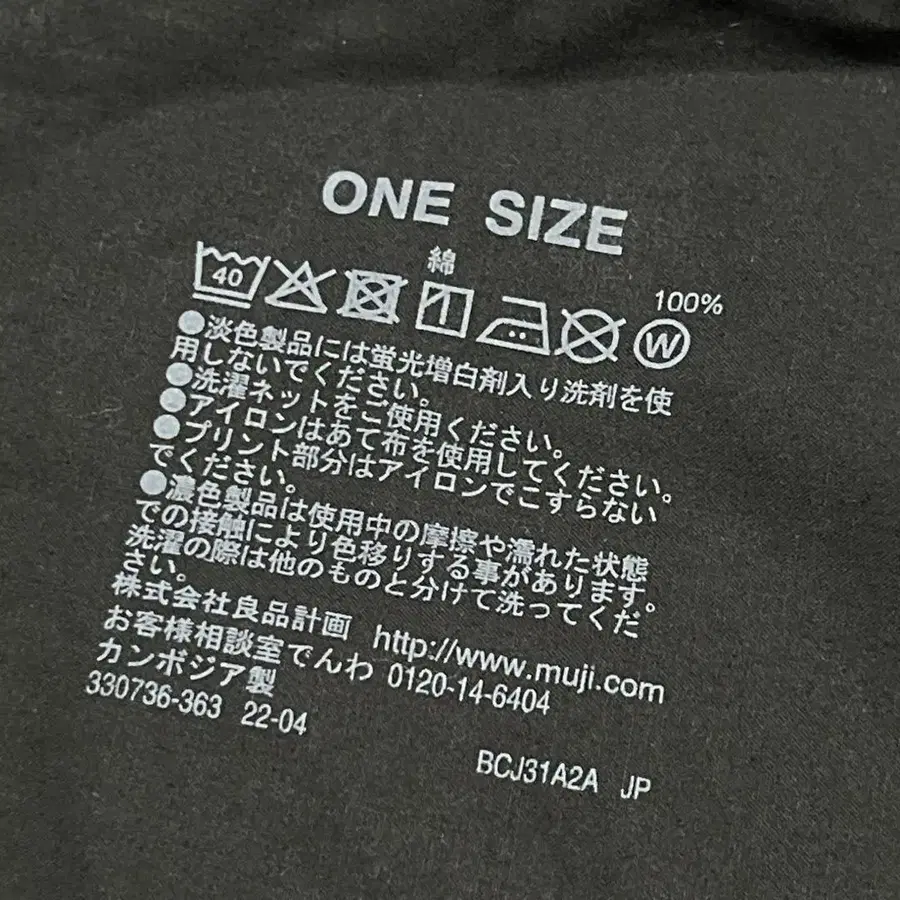 ONE SIZE
綿 100%
40
W
●淡色製品には蛍光増白剤入り洗剤を使
用しないでください。
●洗濯ネットをご使用ください。
●アイロンはあて布を使用してください。
●プリント部分はアイロンでこすらない
でください。
●濃色製品は使用中の摩擦や濡れた状態
での接触により色移りする事があります。
洗濯の際は他のものと分けて洗ってくだ
さい。
株式会社良品計画 http://www.muji.com
お客様相談室でんわ 0120-14-6404
カンボジア製
330736-363 22-04
BCJ31A2A JP